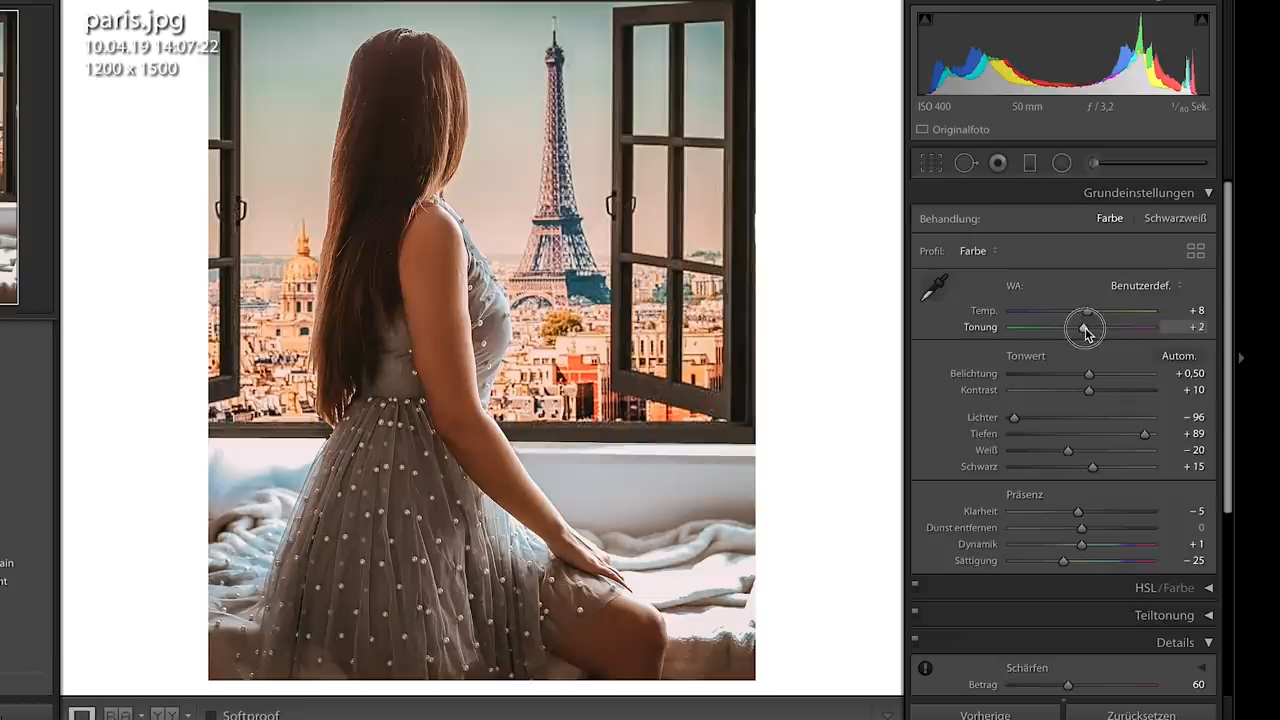 paris.jpg
10.04.19 14:07:22
1200 x 1500
ISO 400 50 mm ƒ / 3,2 1/80 Sek.
Originalfoto
Grundeinstellungen
Behandlung: Farbe Schwarzweiß
Profil: Farbe
WA: Benutzerdef.
Temp. + 8
Tonung + 2
Tonwert Autom.
Belichtung + 0,50
Kontrast + 10
Lichter − 96
Tiefen + 89
Weiß − 20
Schwarz + 15
Präsenz
Klarheit − 5
Dunst entfernen 0
Dynamik + 1
Sättigung − 25
HSL/Farbe
Teiltonung
Details
Schärfen
Betrag 60
ain
nt
Softproof
Vorherige Zurücksetzen